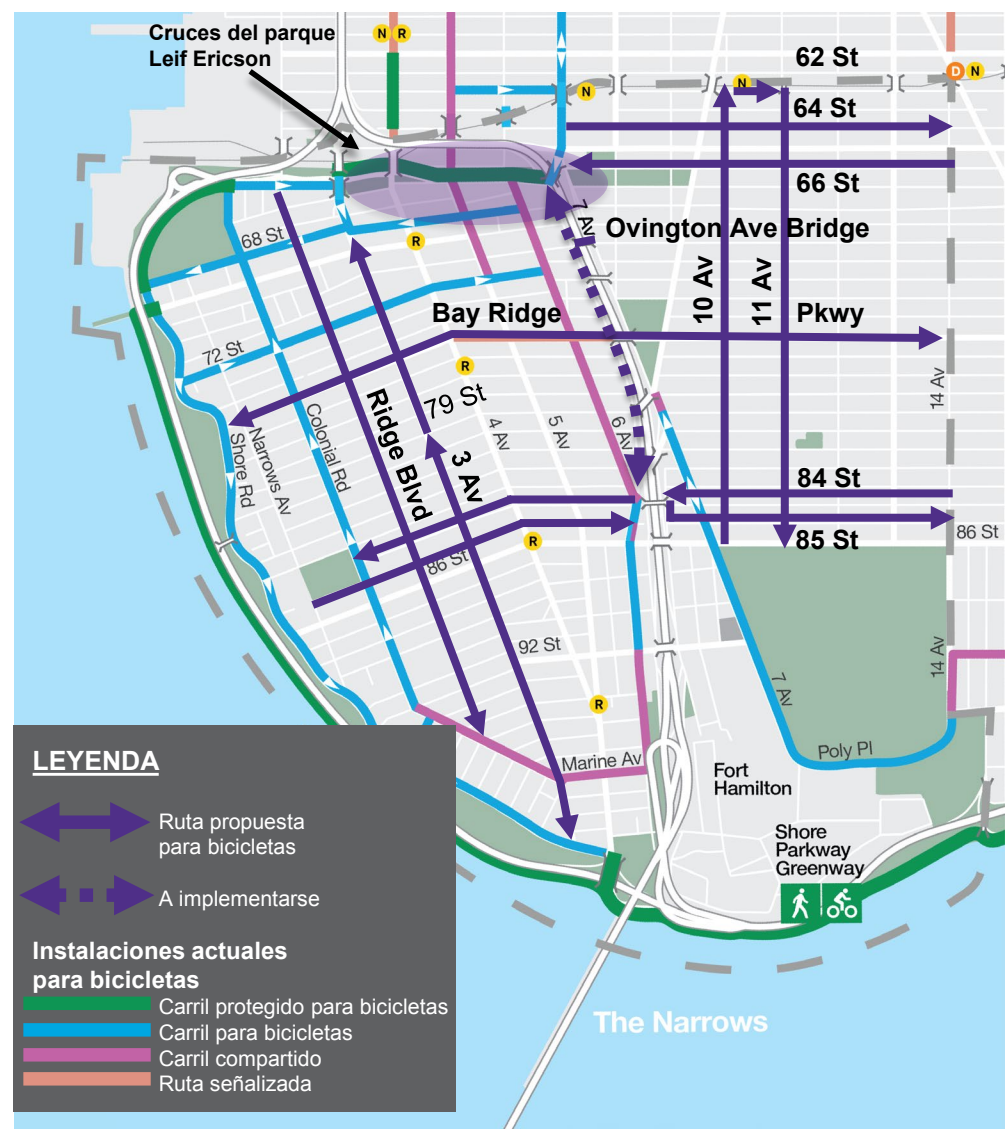 Cruces del parque
Leif Ericson
N R
N
N
D N
62 St
64 St
66 St
7 Av
Ovington Ave Bridge
68 St
R
10 Av
11 Av
Bay Ridge
Pkwy
72 St
R
14 Av
Ridge Blvd
79 St
3 Av
4 Av
5 Av
6 Av
Shore Rd
Narrows Av
Colonial Rd
84 St
85 St
86 St
R
86 St
92 St
R
7 Av
14 Av
Marine Av
Poly Pl
Fort
Hamilton
Shore
Parkway
Greenway
The Narrows
LEYENDA
Ruta propuesta
para bicicletas
A implementarse
Instalaciones actuales
para bicicletas
Carril protegido para bicicletas
Carril para bicicletas
Carril compartido
Ruta señalizada